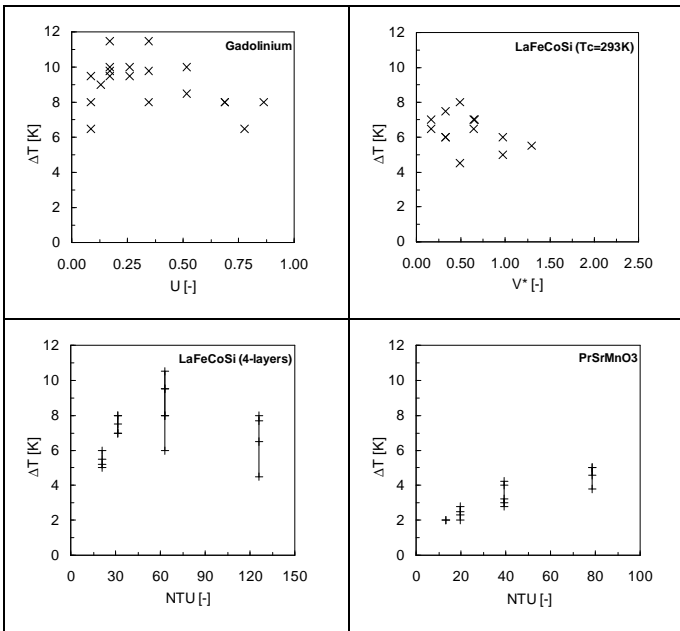 Gadolinium
ΔT [K]
12
10
8
6
4
2
0
0.00 0.25 0.50 0.75 1.00
U [-]
LaFeCoSi (Tc=293K)
ΔT [K]
12
10
8
6
4
2
0
0.00 0.50 1.00 1.50 2.00 2.50
V* [-]
LaFeCoSi (4-layers)
ΔT [K]
12
10
8
6
4
2
0
0 30 60 90 120 150
NTU [-]
PrSrMnO3
ΔT [K]
12
10
8
6
4
2
0
0 20 40 60 80 100
NTU [-]